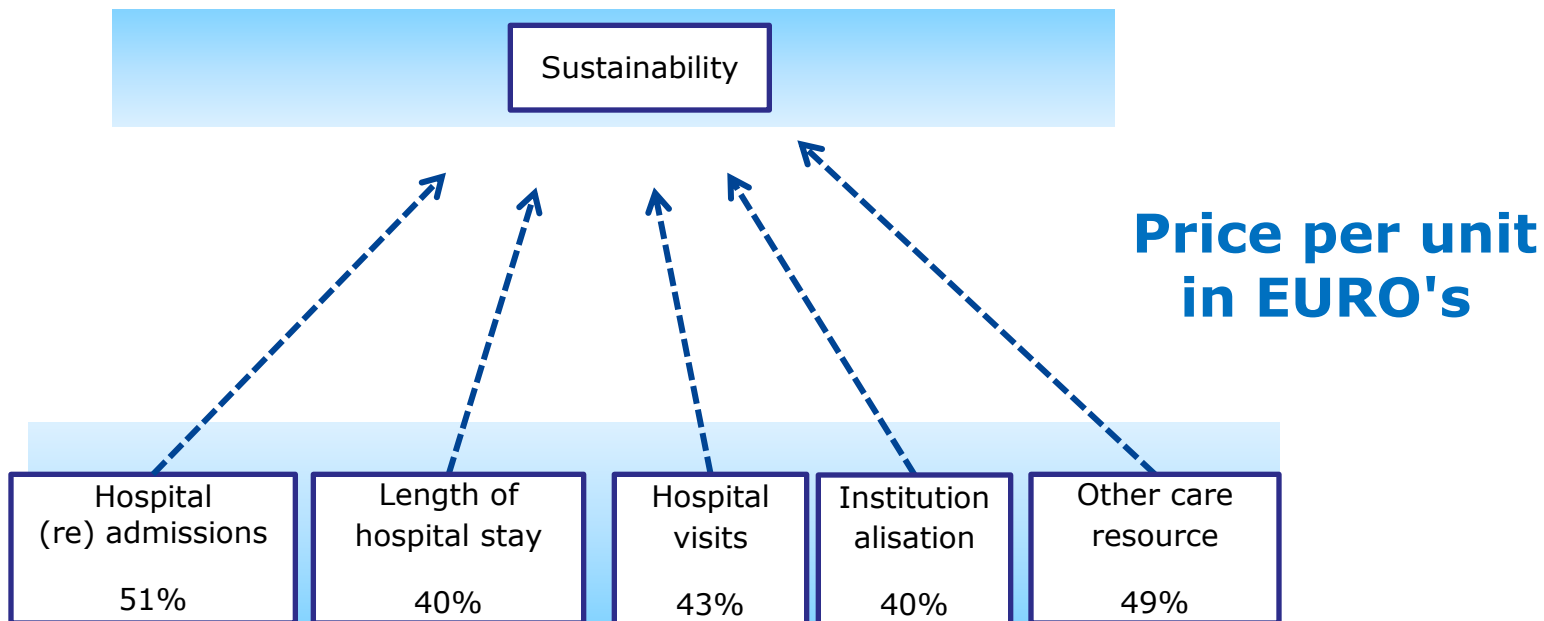 Sustainability
Price per unit
in EURO's
Hospital
(re) admissions
51%
Length of
hospital stay
40%
Hospital
visits
43%
Institution
alisation
40%
Other care
resource
49%